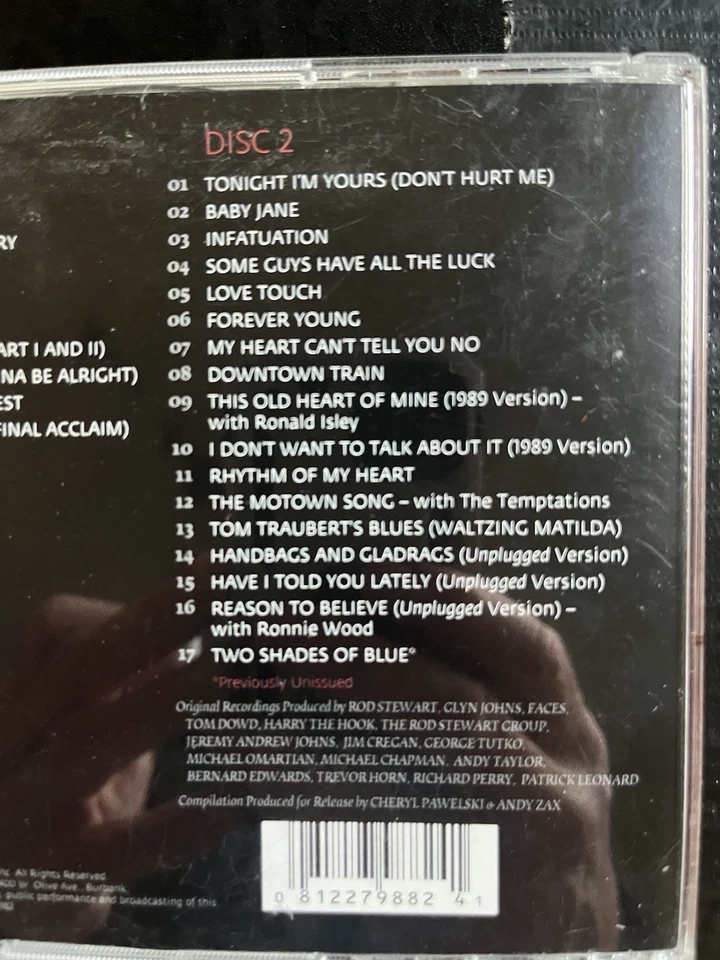 RY
ART I AND II)
NA BE ALRIGHT)
EST
FINAL ACCLAIM)
DISC 2
01 TONIGHT I'M YOURS (DON'T HURT ME)
02 BABY JANE
03 INFATUATION
04 SOME GUYS HAVE ALL THE LUCK
05 LOVE TOUCH
06 FOREVER YOUNG
07 MY HEART CAN'T TELL YOU NO
08 DOWNTOWN TRAIN
09 THIS OLD HEART OF MINE (1989 Version) –
with Ronald Isley
10 I DON'T WANT TO TALK ABOUT IT (1989 Version)
11 RHYTHM OF MY HEART
12 THE MOTOWN SONG – with The Temptations
13 TOM TRAUBERT'S BLUES (WALTZING MATILDA)
14 HANDBAGS AND GLADRAGS (Unplugged Version)
15 HAVE I TOLD YOU LATELY (Unplugged Version)
16 REASON TO BELIEVE (Unplugged Version) –
with Ronnie Wood
17 TWO SHADES OF BLUE*
*Previously Unissued
Original Recordings Produced by ROD STEWART, GLYN JOHNS, FACES,
TOM DOWD, HARRY THE HOOK, THE ROD STEWART GROUP,
JEREMY ANDREW JOHNS, JIM CREGAN, GEORGE TUTKO,
MICHAEL OMARTIAN, MICHAEL CHAPMAN, ANDY TAYLOR,
BERNARD EDWARDS, TREVOR HORN, RICHARD PERRY, PATRICK LEONARD
Compilation Produced for Release by CHERYL PAWELSKI & ANDY ZAX
0 812279882 4 1
nc. All Rights Reserved.
W. Olive Ave., Burbank,
public performance and broadcasting of this